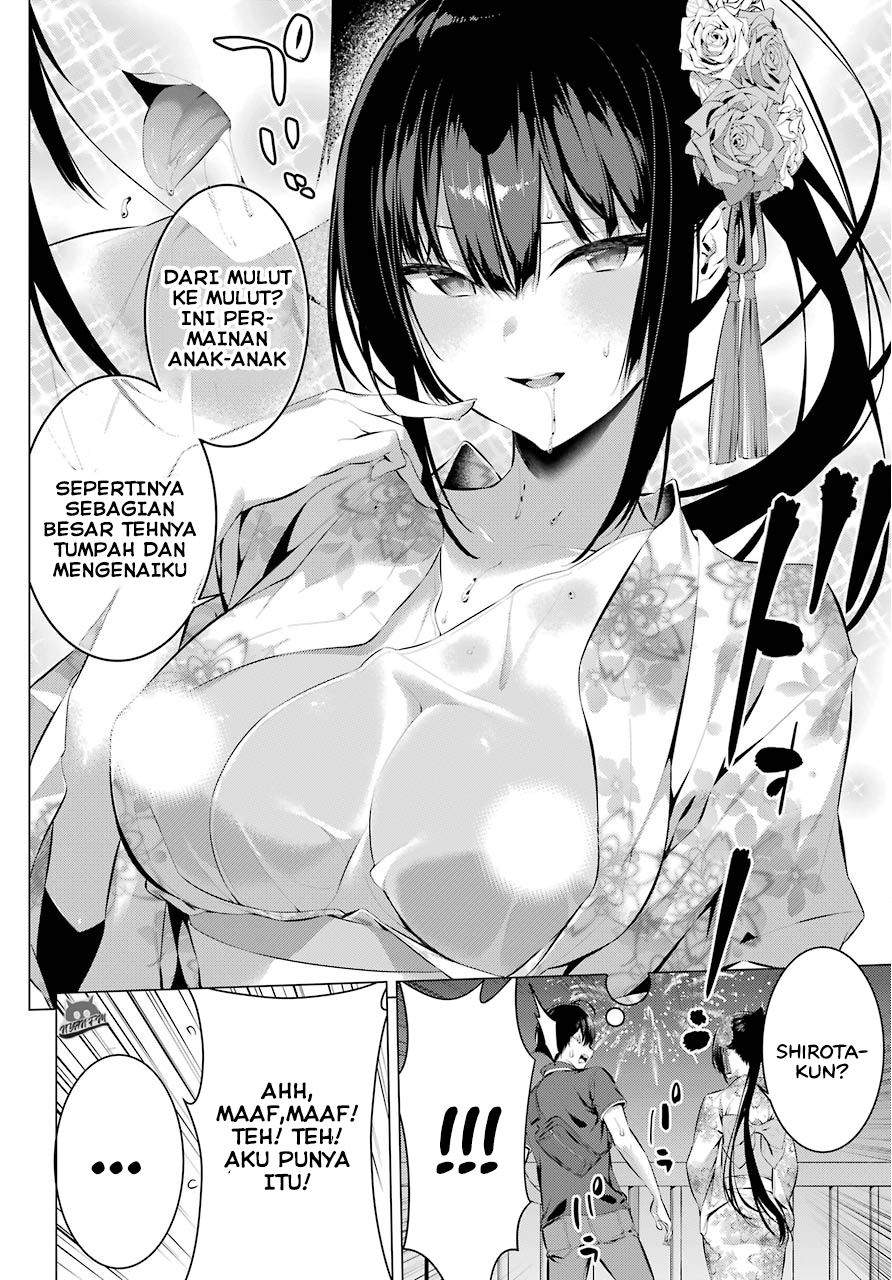 DARI MULUT
KE MULUT?
INI PER-
MAINAN
ANAK-ANAK
SEPERTINYA
SEBAGIAN
BESAR TEHNYA
TUMPAH DAN
MENGENAIKU
SHIROTA-
KUN?
!!!
AHH,
MAAF,MAAF!
TEH! TEH!
AKU PUNYA
ITU!
...